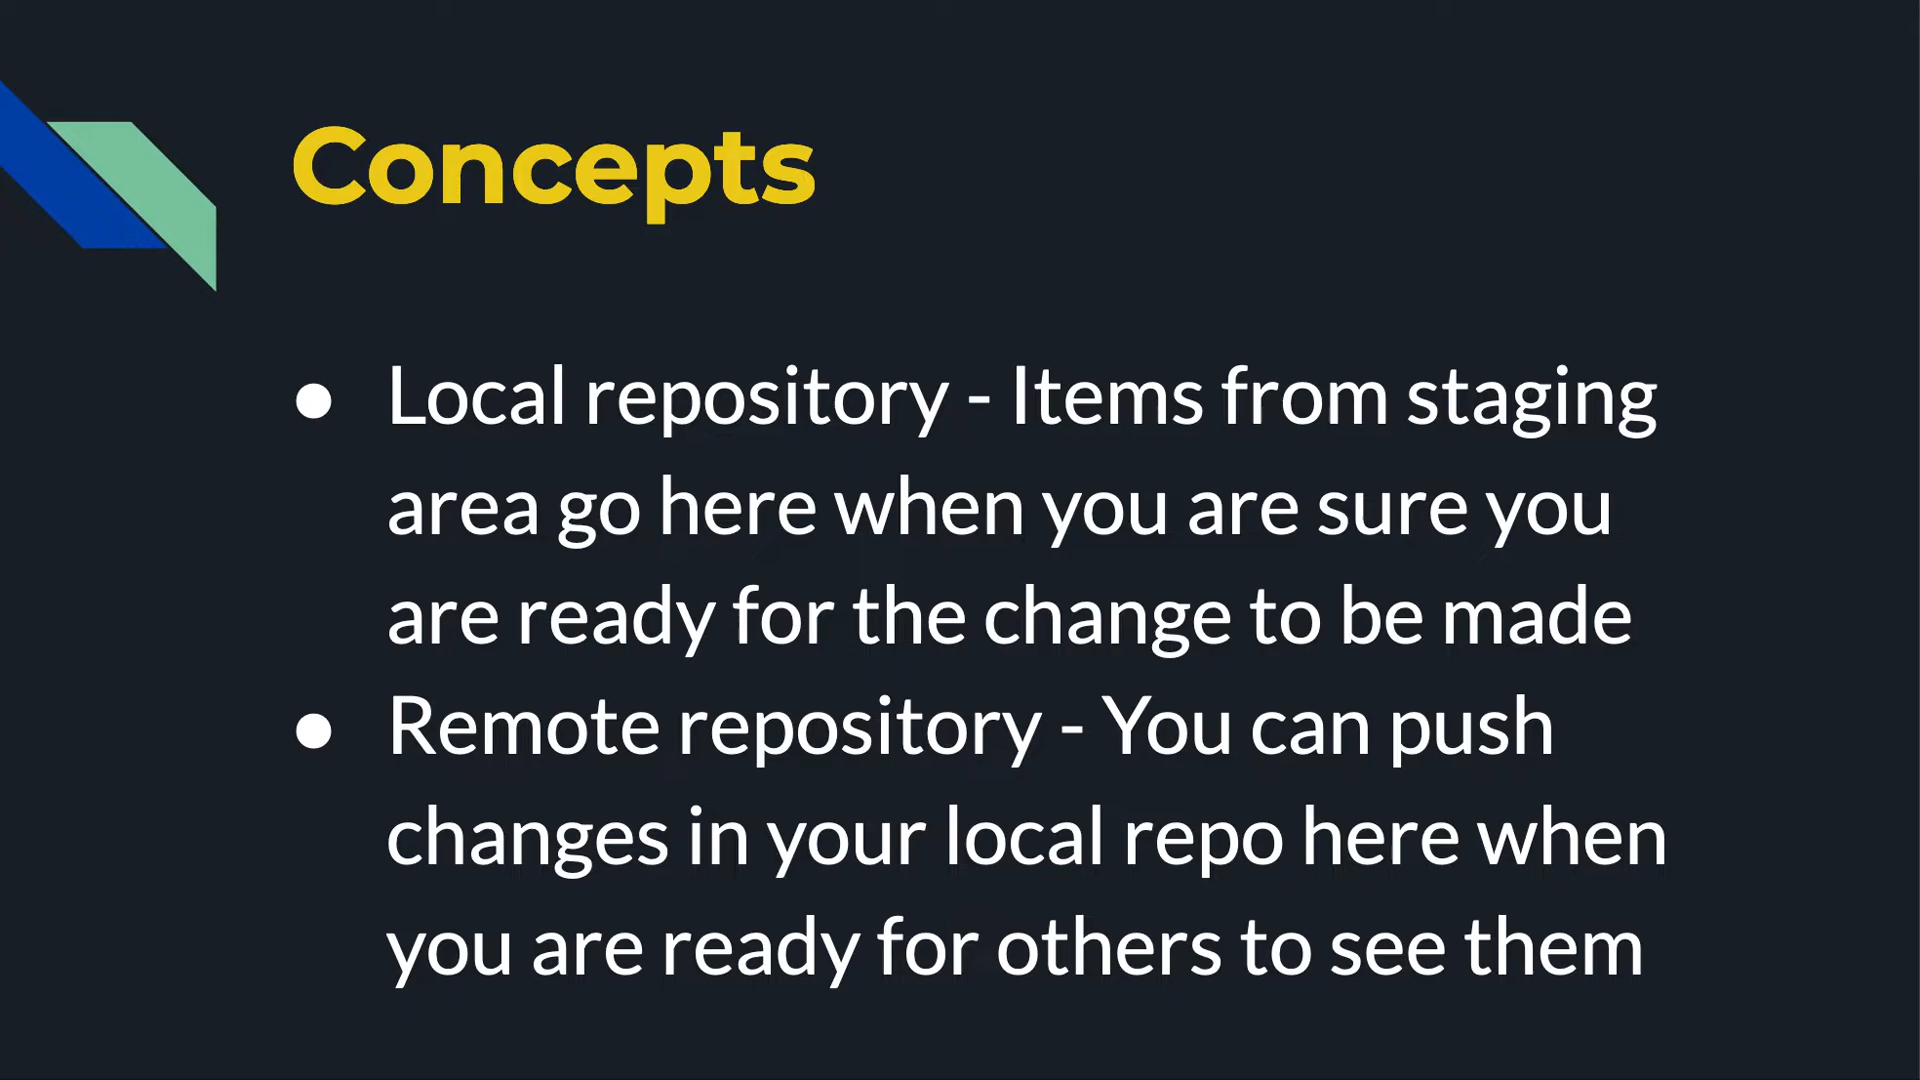 Concepts
● Local repository - Items from staging
area go here when you are sure you
are ready for the change to be made
● Remote repository - You can push
changes in your local repo here when
you are ready for others to see them